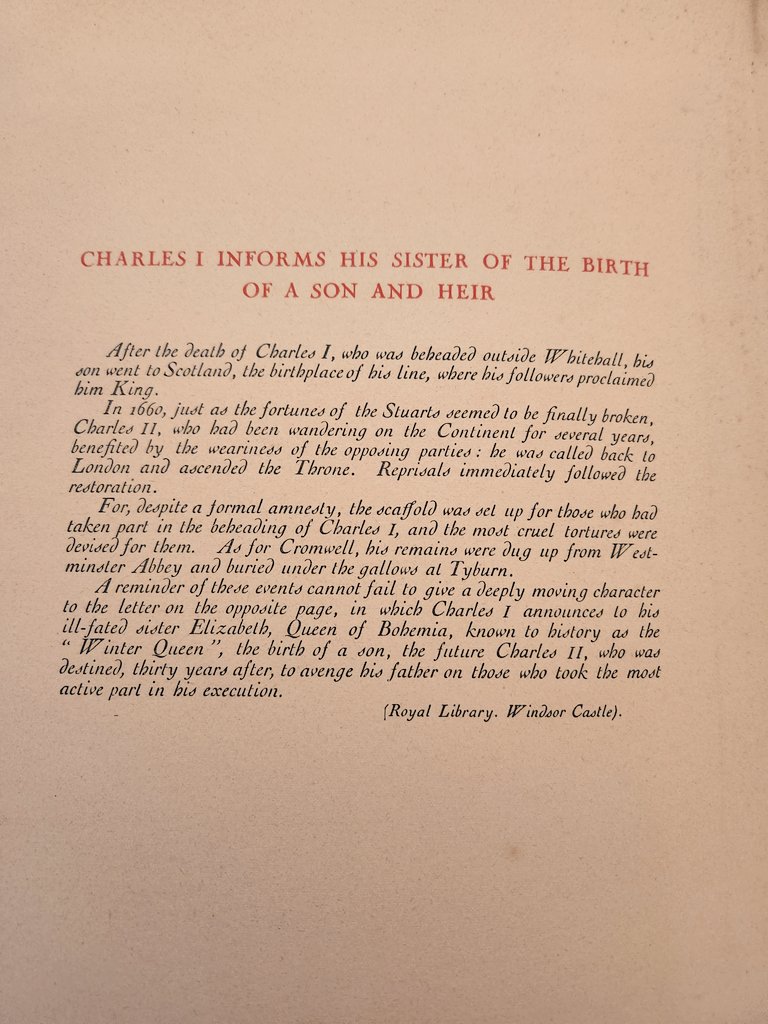 CHARLES I INFORMS HIS SISTER OF THE BIRTH
OF A SON AND HEIR
After the death of Charles I, who was beheaded outside Whitehall, his
son went to Scotland, the birthplace of his line, where his followers proclaimed
him King.
In 1660, just as the fortunes of the Stuarts seemed to be finally broken,
Charles II, who had been wandering on the Continent for several years,
benefited by the weariness of the opposing parties : he was called back to
London and ascended the Throne. Reprisals immediately followed the
restoration.
For, despite a formal amnesty, the scaffold was set up for those who had
taken part in the beheading of Charles I, and the most cruel tortures were
devised for them. As for Cromwell, his remains were dug up from West-
minster Abbey and buried under the gallows at Tyburn.
A reminder of these events cannot fail to give a deeply moving character
to the letter on the opposite page, in which Charles I announces to his
ill-fated sister Elizabeth, Queen of Bohemia, known to history as the
“ Winter Queen ”, the birth of a son, the future Charles II, who was
destined, thirty years after, to avenge his father on those who took the most
active part in his execution.
(Royal Library. Windsor Castle).